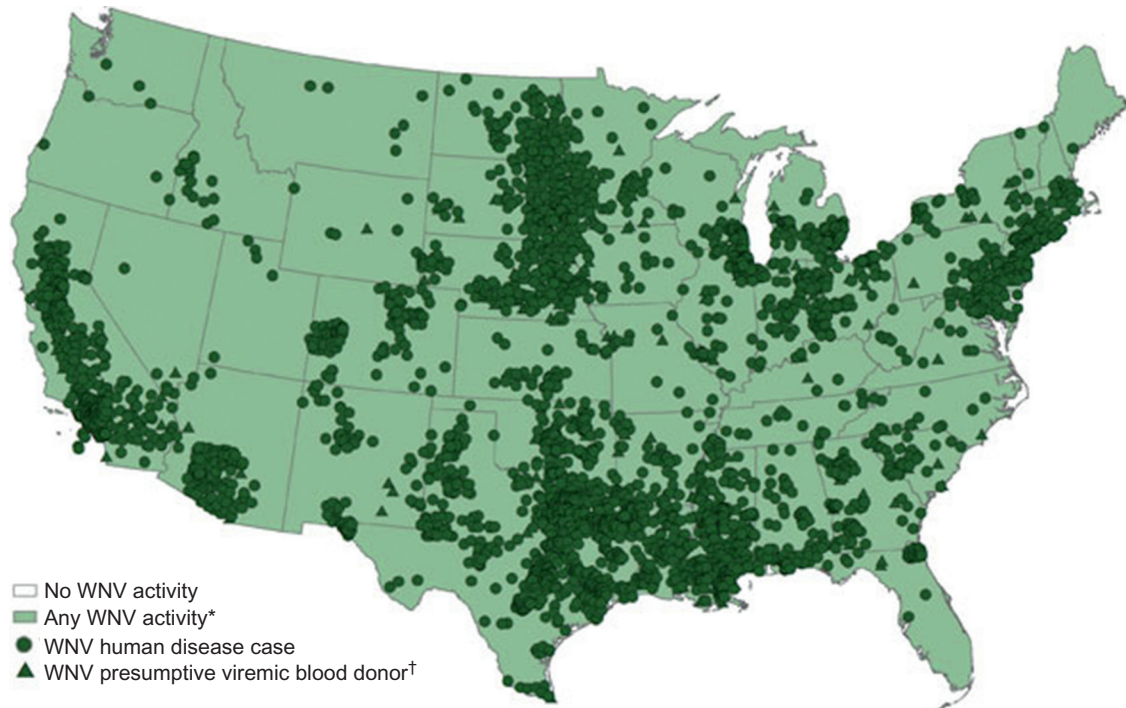 No WNV activity
Any WNV activity*
WNV human disease case
WNV presumptive viremic blood donor†